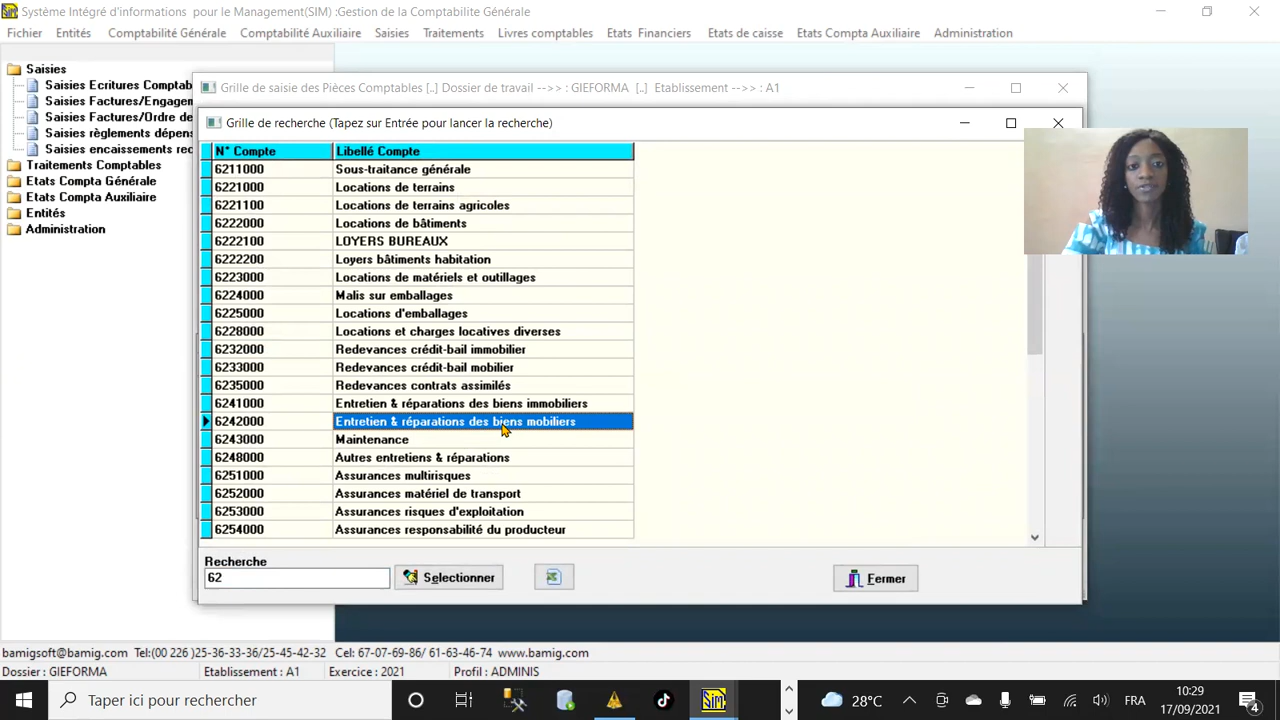 Système Intégré d'informations pour le Management(SIM) :Gestion de la Comptabilite Générale
Fichier Entités Comptabilité Générale Comptabilité Auxiliaire Saisies Traitements Livres comptables Etats Financiers Etats de caisse Etats Compta Auxiliaire Administration
Saisies
Saisies Ecritures Comptab
Saisies Factures/Engagem
Saisies Factures/Ordre de
Saisies règlements dépens
Saisies encaissements rec
Traitements Comptables
Etats Compta Générale
Etats Compta Auxiliaire
Entités
Administration
Grille de saisie des Pièces Comptables [..] Dossier de travail -->> : GIEFORMA [..] Etablissement -->> : A1
Grille de recherche (Tapez sur Entrée pour lancer la recherche)
N° Compte Libellé Compte
6211000 Sous-traitance générale
6221000 Locations de terrains
6221100 Locations de terrains agricoles
6222000 Locations de bâtiments
6222100 LOYERS BUREAUX
6222200 Loyers bâtiments habitation
6223000 Locations de matériels et outillages
6224000 Malis sur emballages
6225000 Locations d'emballages
6228000 Locations et charges locatives diverses
6232000 Redevances crédit-bail immobilier
6233000 Redevances crédit-bail mobilier
6235000 Redevances contrats assimilés
6241000 Entretien & réparations des biens immobiliers
6242000 Entretien & réparations des biens mobiliers
6243000 Maintenance
6248000 Autres entretiens & réparations
6251000 Assurances multirisques
6252000 Assurances matériel de transport
6253000 Assurances risques d'exploitation
6254000 Assurances responsabilité du producteur
Recherche
62 Selectionner Fermer
bamigsoft@bamig.com Tel:(00 226 )25-36-33-36/25-45-42-32 Cel: 67-07-69-86/ 61-63-46-74 www.bamig.com
Dossier : GIEFORMA Etablissement : A1 Exercice : 2021 Profil : ADMINIS
Taper ici pour rechercher SIM 28°C FRA 10:29
17/09/2021 4